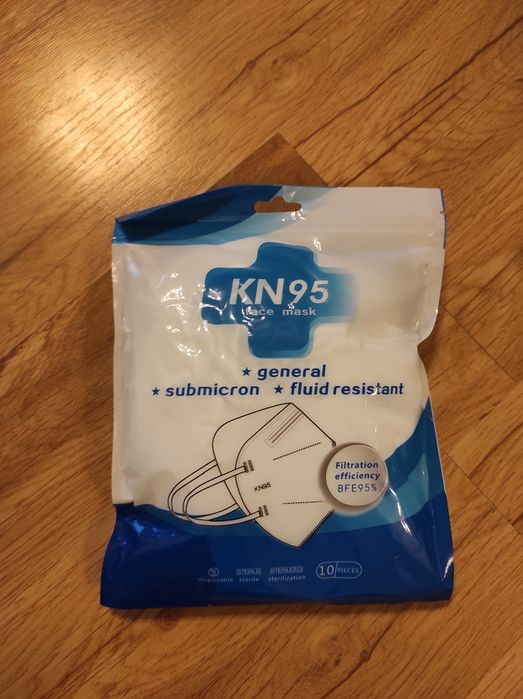 KN95
face mask
★ general
★ submicron ★ fluid resistant
KN95
Filtration
efficiency
BFE95%
STERILE STERILE EO
Disposable sterile sterilization
10/PIECES